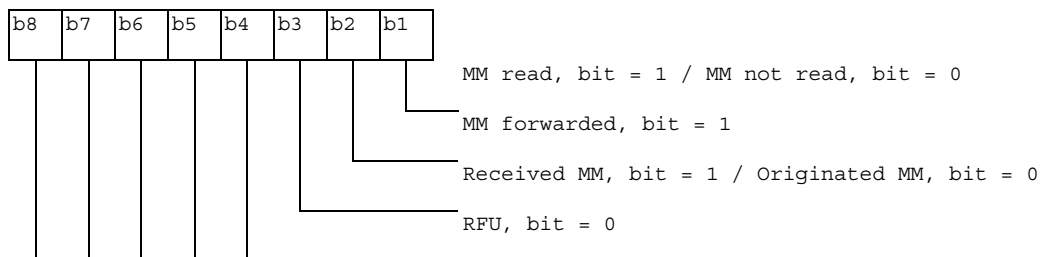 b8 b7 b6 b5 b4 b3 b2 b1
MM read, bit = 1 / MM not read, bit = 0
MM forwarded, bit = 1
Received MM, bit = 1 / Originated MM, bit = 0
RFU, bit = 0